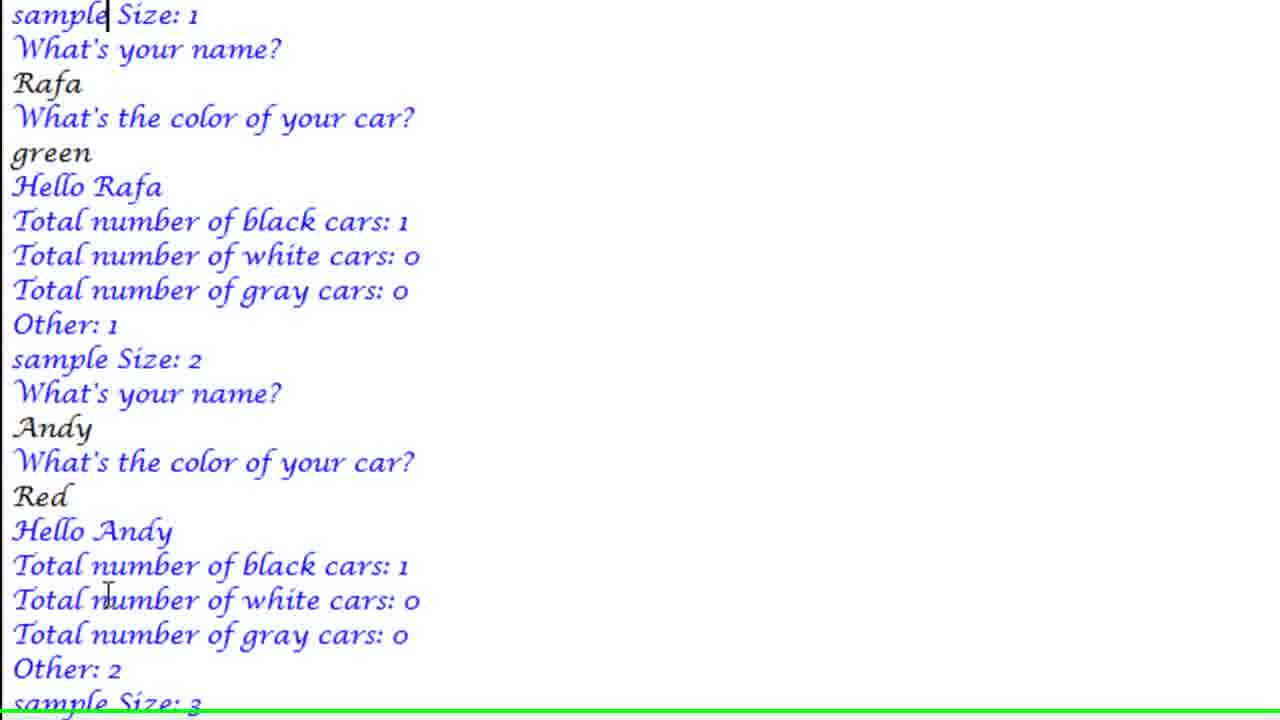 sample Size: 1
What's your name?
Rafa
What's the color of your car?
green
Hello Rafa
Total number of black cars: 1
Total number of white cars: 0
Total number of gray cars: 0
Other: 1
sample Size: 2
What's your name?
Andy
What's the color of your car?
Red
Hello Andy
Total number of black cars: 1
Total number of white cars: 0
Total number of gray cars: 0
Other: 2
sample Size: 3